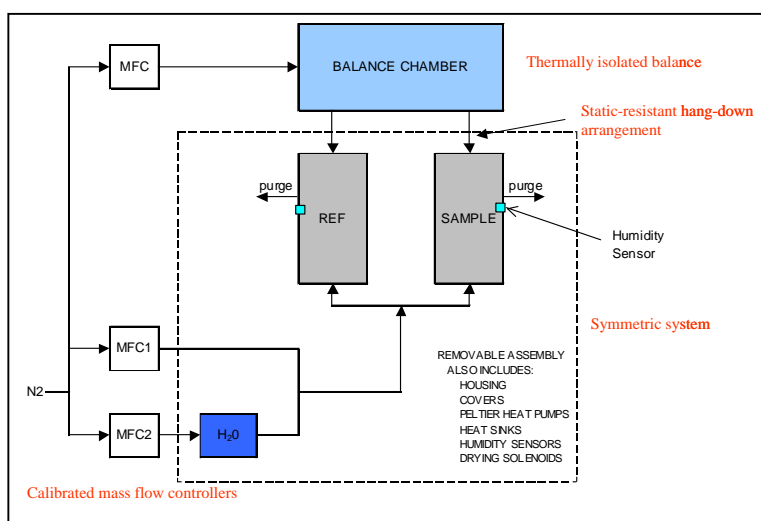 MFC
BALANCE CHAMBER
Thermally isolated balance
Static-resistant hang-down
arrangement
purge
REF
SAMPLE
purge
Humidity
Sensor
Symmetric system
N2
MFC1
MFC2
H20
REMOVABLE ASSEMBLY
ALSO INCLUDES:
HOUSING
COVERS
PELTIER HEAT PUMPS
HEAT SINKS
HUMIDITY SENSORS
DRYING SOLENOIDS
Calibrated mass flow controllers